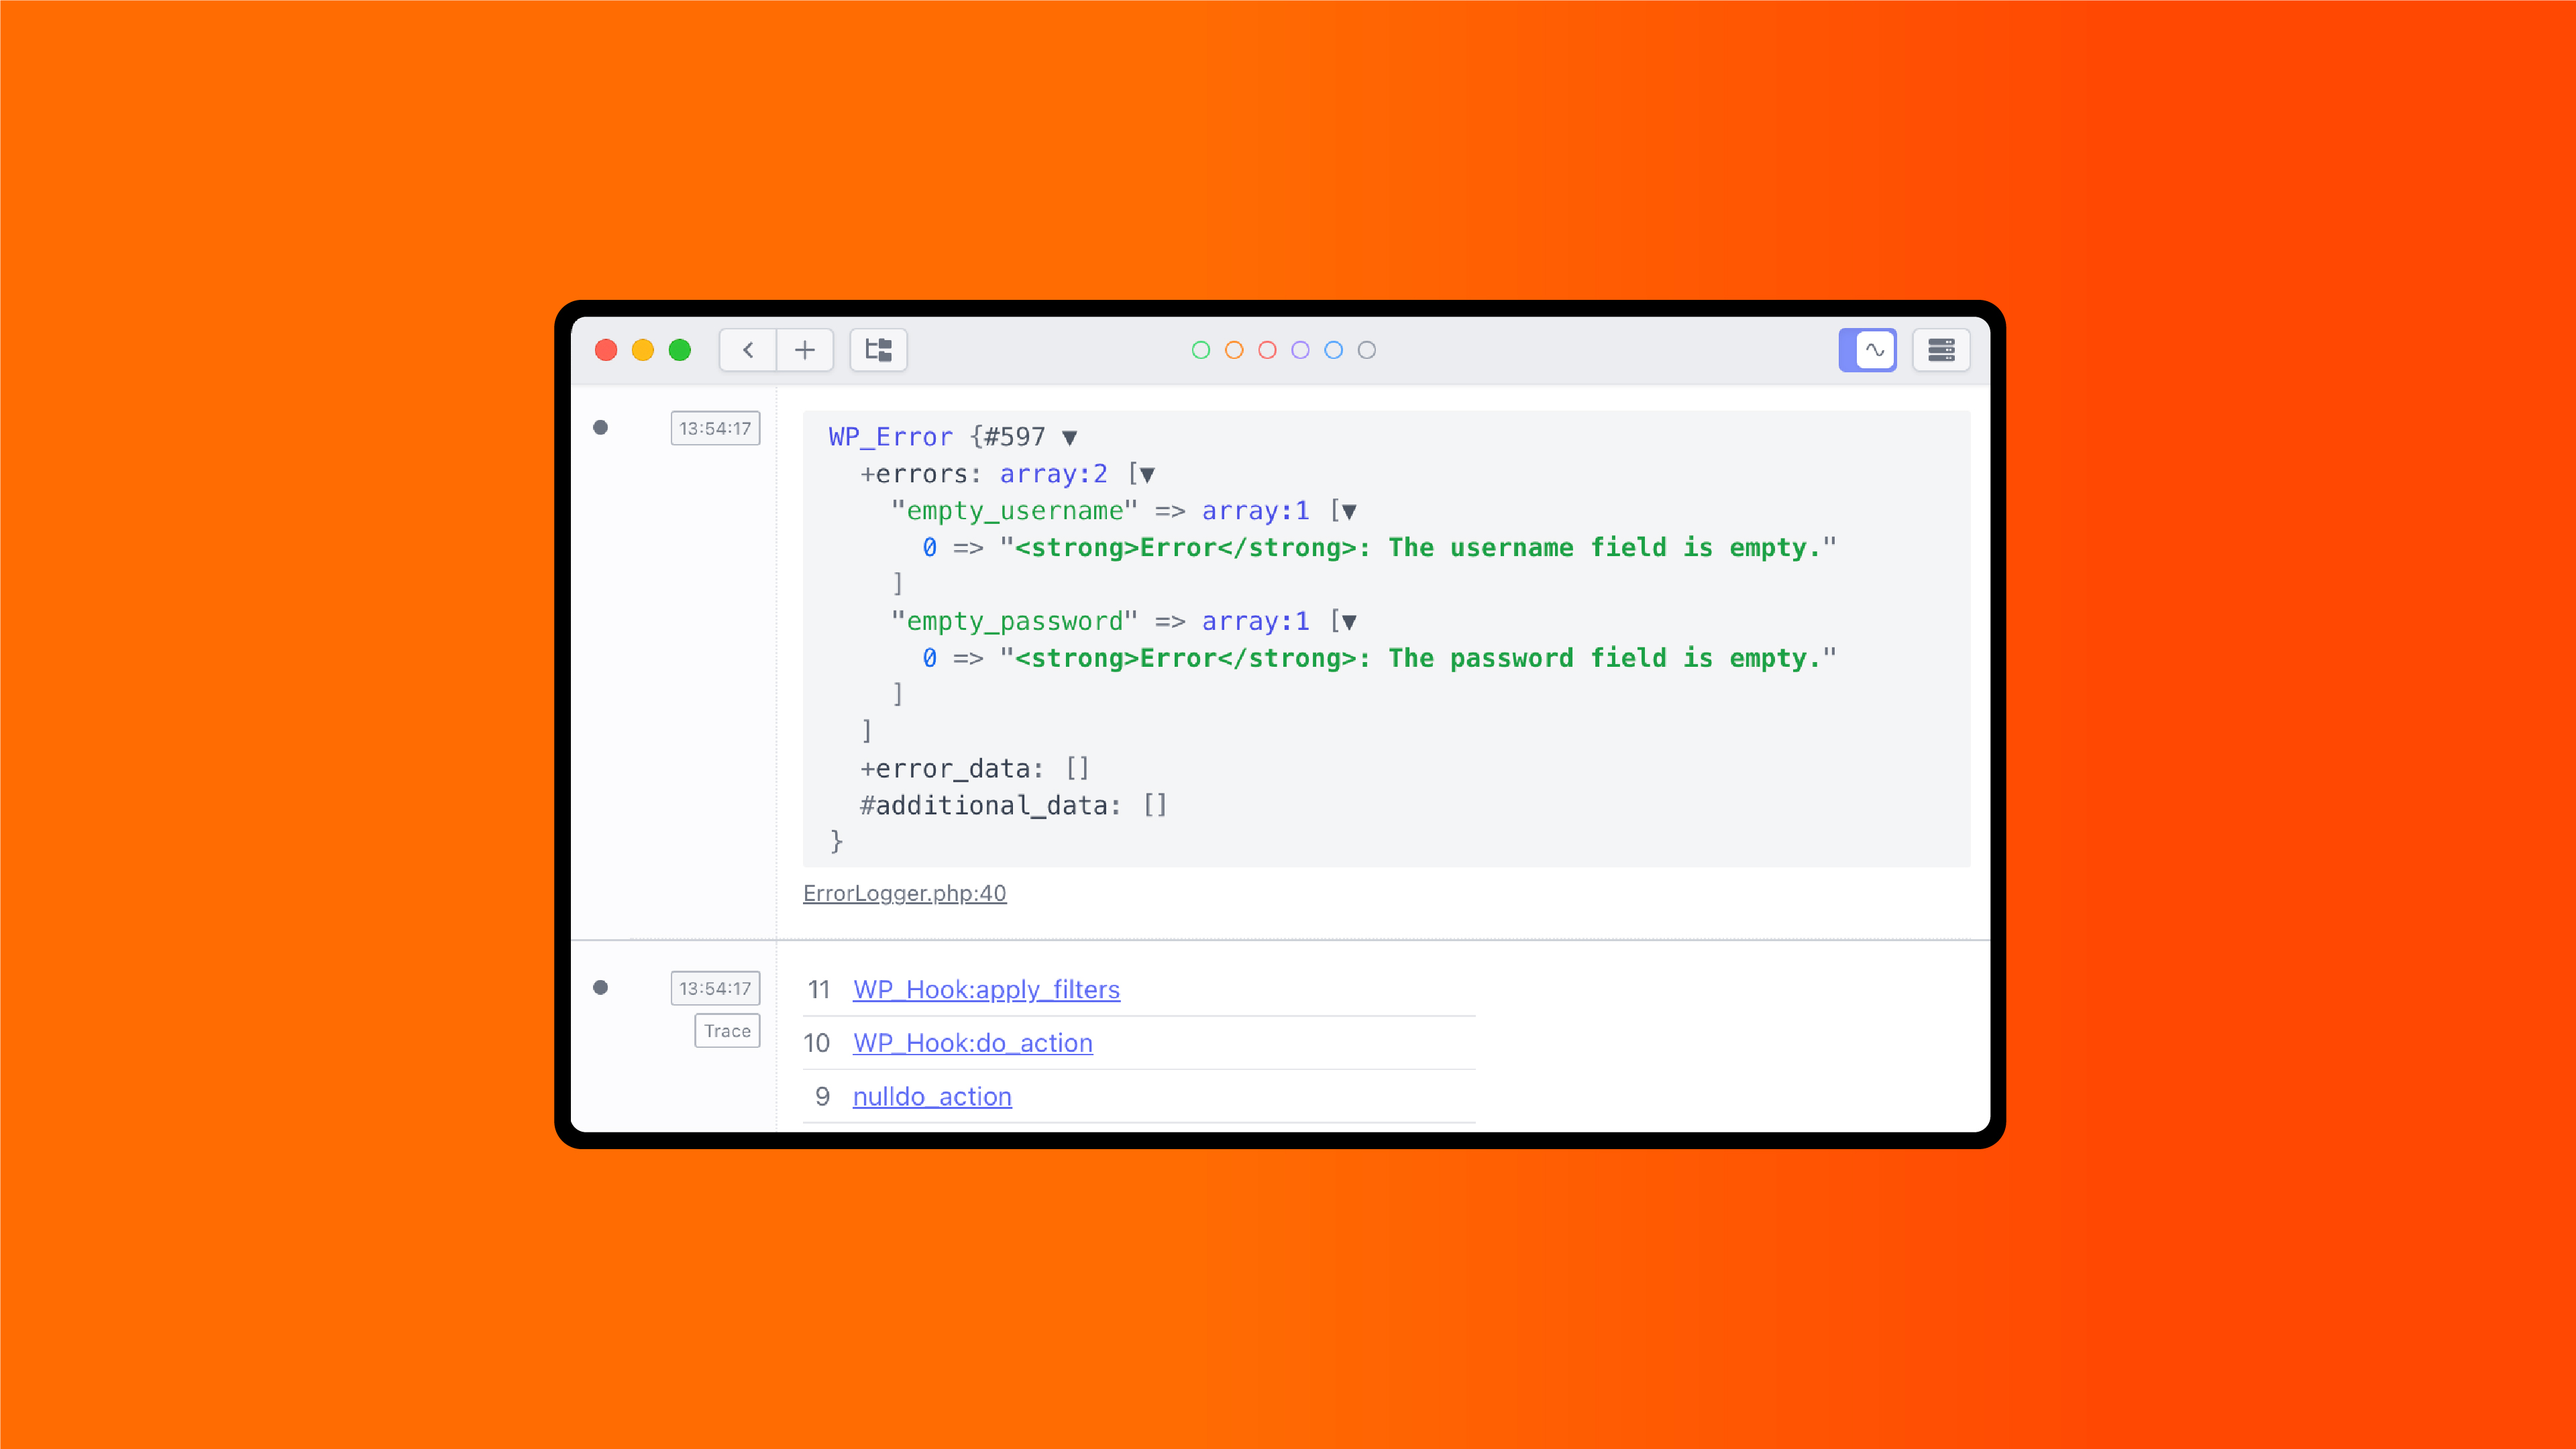 13:54:17
WP_Error {#597 ▼
+errors: array:2 [▼
"empty_username" => array:1 [▼
0 => "<strong>Error</strong>: The username field is empty."
]
"empty_password" => array:1 [▼
0 => "<strong>Error</strong>: The password field is empty."
]
]
+error_data: []
#additional_data: []
}
ErrorLogger.php:40
13:54:17
Trace
11 WP_Hook:apply_filters
10 WP_Hook:do_action
9 nulldo_action